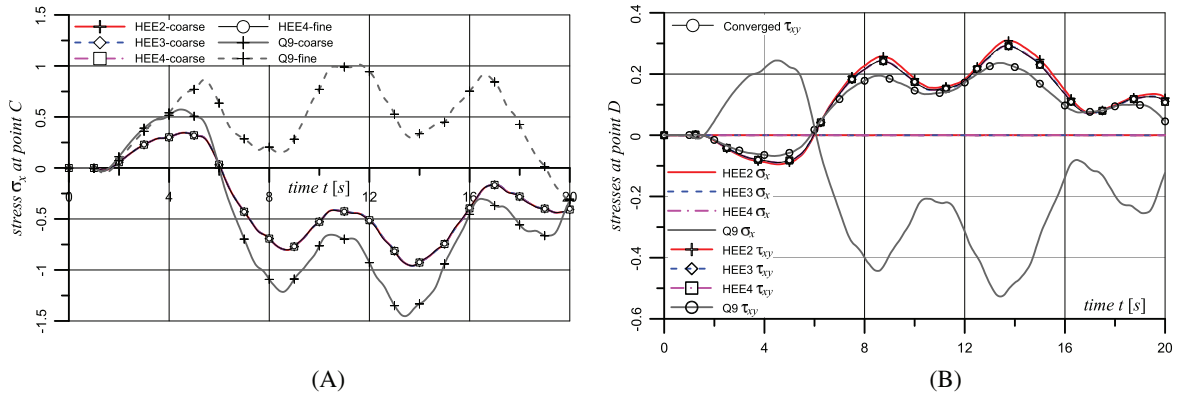 HEE2-coarse
HEE3-coarse
HEE4-coarse
HEE4-fine
Q9-coarse
Q9-fine
stress σx at point C
1.5
1
0.5
0
-0.5
-1
-1.5
time t [s]
0
4
8
12
16
20
(A)
Converged τxy
stresses at point D
0.4
0.2
0
-0.2
-0.4
-0.6
HEE2 σx
HEE3 σx
HEE4 σx
Q9 σx
HEE2 τxy
HEE3 τxy
HEE4 τxy
Q9 τxy
time t [s]
0
4
8
12
16
20
(B)